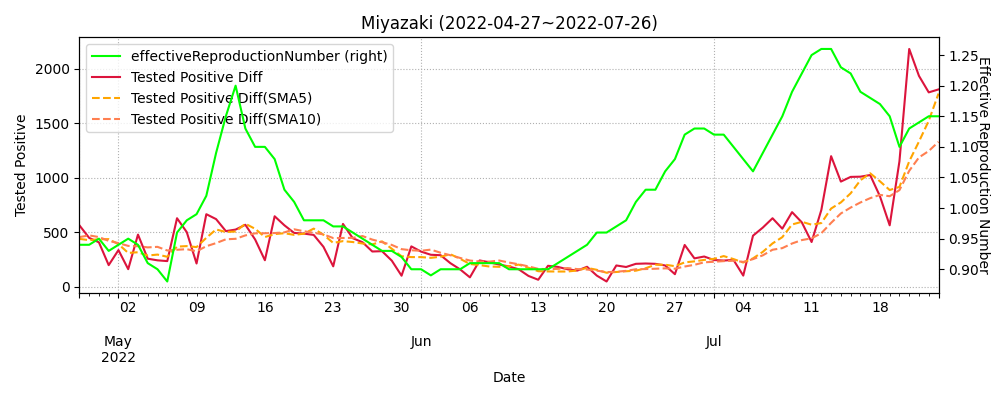 Miyazaki (2022-04-27~2022-07-26)
effectiveReproductionNumber (right)
Tested Positive Diff
Tested Positive Diff(SMA5)
Tested Positive Diff(SMA10)
Tested Positive
2000
1500
1000
500
0
Effective Reproduction Number
1.25
1.20
1.15
1.10
1.05
1.00
0.95
0.90
02 09 16 23 30 06 13 20 27 04 11 18
May Jun Jul
2022
Date